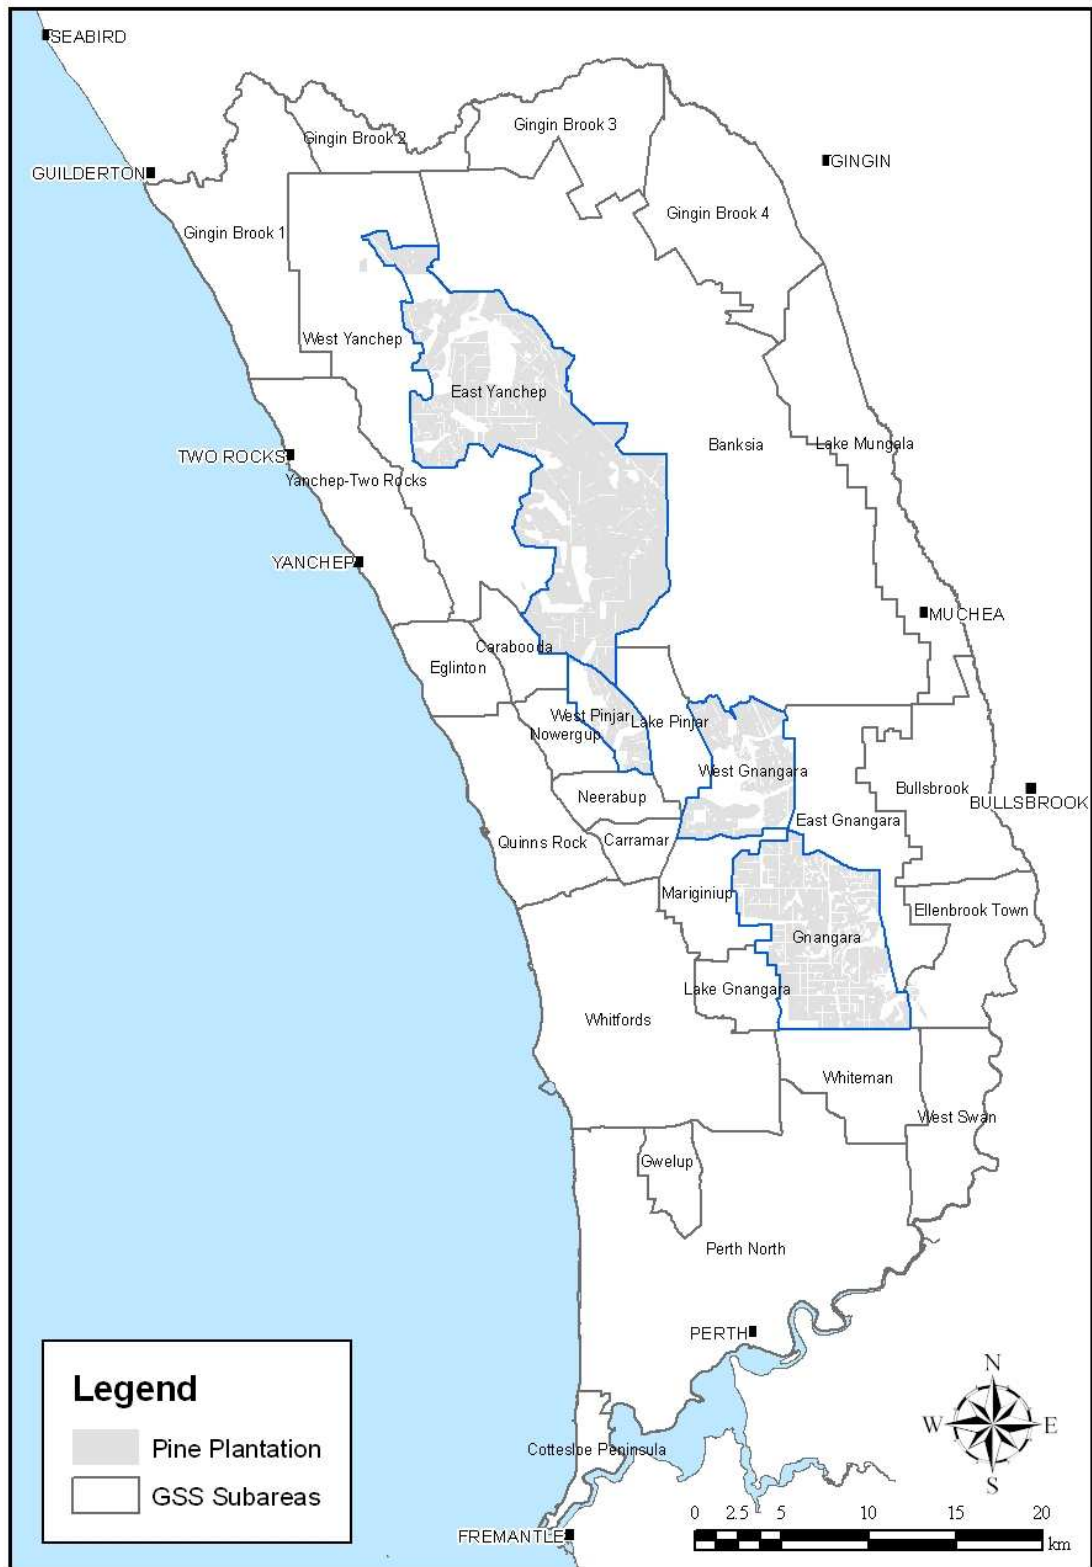 SEABIRD
Gingin Brook 3
Gingin Brook 2
GINGIN
GUILDERTON
Gingin Brook 4
Gingin Brook 1
West Yanchep
East Yanchep
Banksia
Lake Mungala
TWO ROCKS
Yanchep-Two Rocks
YANCHEP
MUCHEA
Carabooda
Eglinton
West Pinjar
Lake Pinjar
Nowergup
West Gnangara
Bullsbrook
Neerabup
BULLSBROOK
East Gnangara
Quinns Rock
Carramar
Mariginiup
Ellenbrook Town
Gnangara
Lake Gnangara
Whitfords
Whiteman
West Swan
Gwelup
Perth North
PERTH
Legend
Pine Plantation
GSS Subareas
N
W
E
S
Cottesloe Peninsula
0 2.5 5 10 15 20
km
FREMANTLE